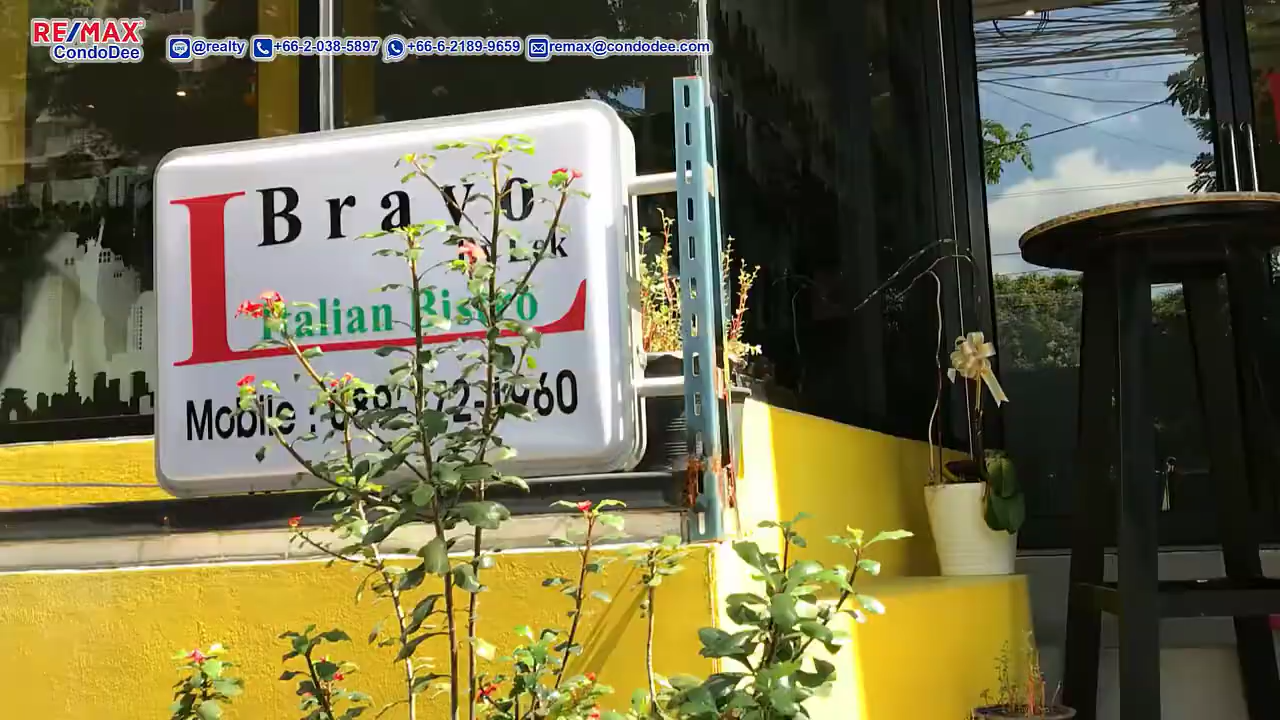 RE/MAX
CondoDee
@realty +66-2-038-5897 +66-6-2189-9659 remax@condodee.com
L Bravo
Lek
Italian Bistro
Mobile :